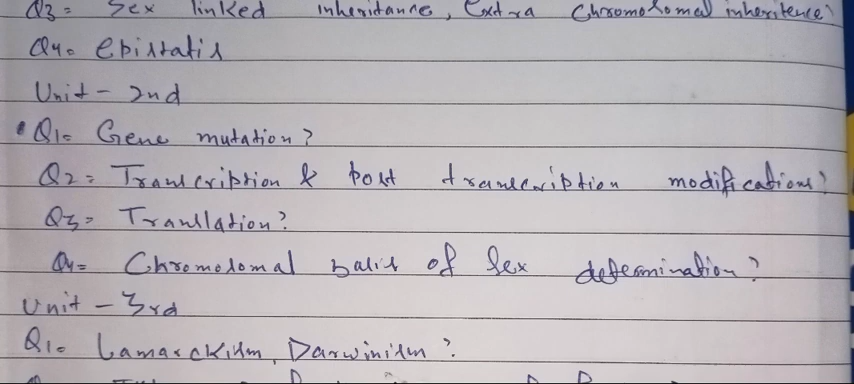 Q3= Sex linked inheritance, Extra Chromosomal inheritence?
Q4= Epistatis
Unit - 2nd
Q1= Gene mutation?
Q2= Transcription & post transcription modifications?
Q3= Translation?
Q4= Chromosomal basis of Sex determination?
Unit - 3rd
Q1= Lamarckism, Darwinism?